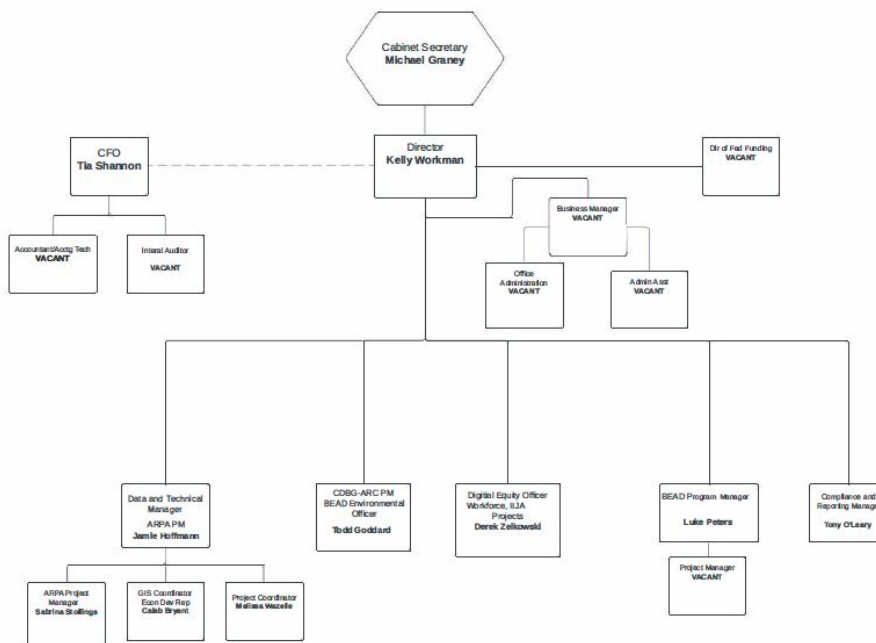 Cabinet Secretary
Michael Graney
CFO
Tia Shannon
Director
Kelly Workman
Dir of Fed Funding
VACANT
Business Manager
VACANT
Accountant/Acctg Tech
VACANT
Interal Auditor
VACANT
Office
Administration
VACANT
Admin Asst
VACANT
Data and Technical
Manager
ARPA PM
Jamie Hoffmann
CDBG-ARC PM
BEAD Environmental
Officer
Todd Goddard
Digitial Equity Officer
Workforce, IIJA
Projects
Derek Zelkowski
BEAD Program Manager
Luke Peters
Compliance and
Reporting Manage
Tony O'Leary
Project Manager
VACANT
ARPA Project
Manager
Sabrina Stollings
GIS Coordinator
Econ Dev Rep
Caleb Bryant
Project Coordinator
Melissa Wazelle